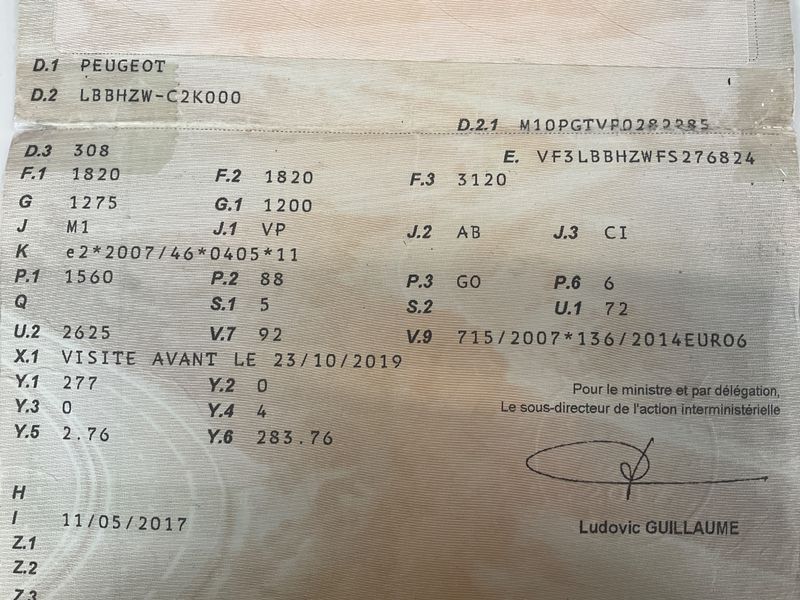 D.1 PEUGEOT
D.2 LBBHZW-C2K000
D.2.1 M10PGTVP0282285
D.3 308
E. VF3LBBHZWFS276824
F.1 1820 F.2 1820 F.3 3120
G 1275 G.1 1200
J M1 J.1 VP J.2 AB J.3 CI
K e2*2007/46*0405*11
P.1 1560 P.2 88 P.3 GO P.6 6
Q S.1 5 S.2 U.1 72
U.2 2625 V.7 92 V.9 715/2007*136/2014EURO6
X.1 VISITE AVANT LE 23/10/2019
Y.1 277 Y.2 0
Y.3 0 Y.4 4
Y.5 2.76 Y.6 283.76
Pour le ministre et par délégation,
Le sous-directeur de l'action interministérielle
H
I 11/05/2017
Ludovic GUILLAUME
Z.1
Z.2
Z.3